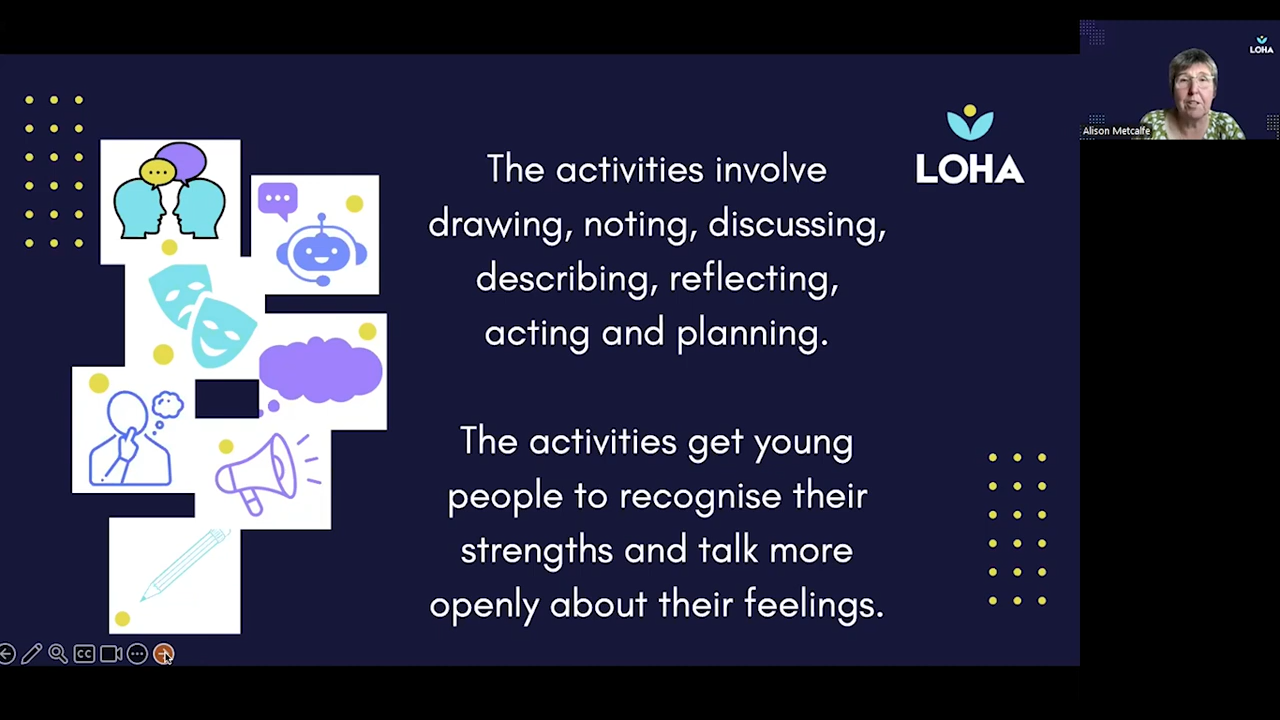 The activities involve
drawing, noting, discussing,
describing, reflecting,
acting and planning.
The activities get young
people to recognise their
strengths and talk more
openly about their feelings.
LOHA
LOHA
Alison Metcalfe
CC